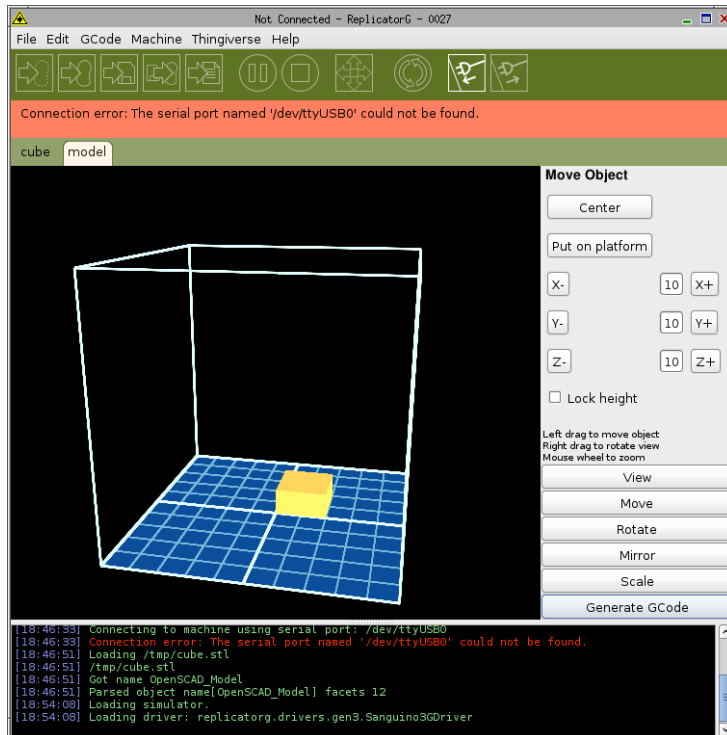 Not Connected - ReplicatorG - 0027
File Edit GCode Machine Thingiverse Help
Connection error: The serial port named '/dev/ttyUSB0' could not be found.
cube model
Move Object
Center
Put on platform
X- 10 X+
Y- 10 Y+
Z- 10 Z+
Lock height
Left drag to move object
Right drag to rotate view
Mouse wheel to zoom
View
Move
Rotate
Mirror
Scale
Generate GCode
[18:46:33] Connecting to machine using serial port: /dev/ttyUSB0
[18:46:33] Connection error: The serial port named '/dev/ttyUSB0' could not be found.
[18:46:51] Loading /tmp/cube.stl
[18:46:51] /tmp/cube.stl
[18:46:51] Got name OpenSCAD_Model
[18:46:51] Parsed object name[OpenSCAD_Model] facets 12
[18:54:08] Loading simulator.
[18:54:08] Loading driver: replicatorg.drivers.gen3.Sanguino3GDriver